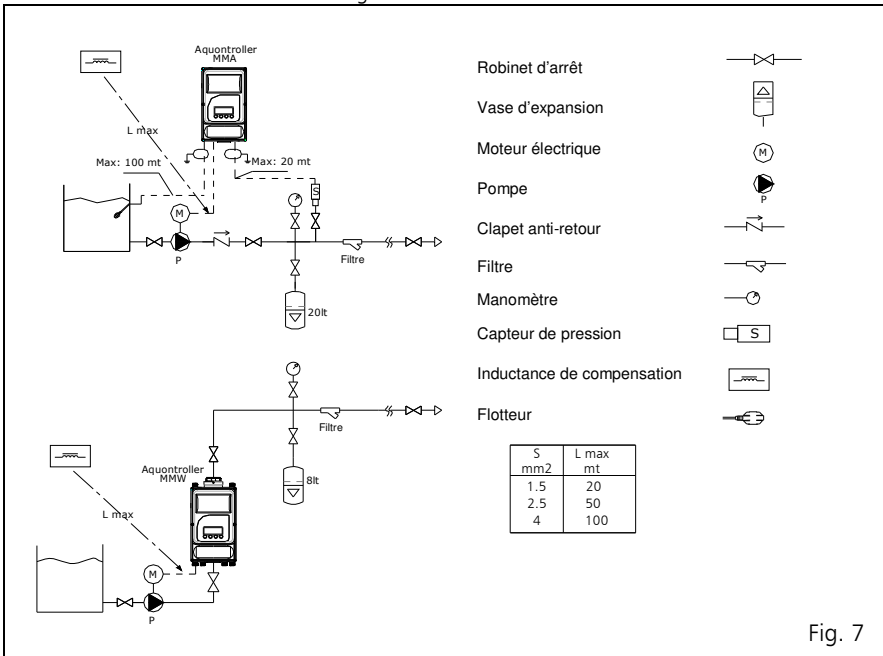 Aquontroller
MMA
L max
Max: 100 mt
Max: 20 mt
S
M
P
Filtre
20lt
Filtre
8lt
Aquontroller
MMW
L max
M
P
Robinet d'arrêt
Vase d'expansion
Moteur électrique
M
Pompe
P
Clapet anti-retour
Filtre
Manomètre
Capteur de pression
S
Inductance de compensation
Flotteur
S L max
mm2 mt
1.5 20
2.5 50
4 100
Fig. 7